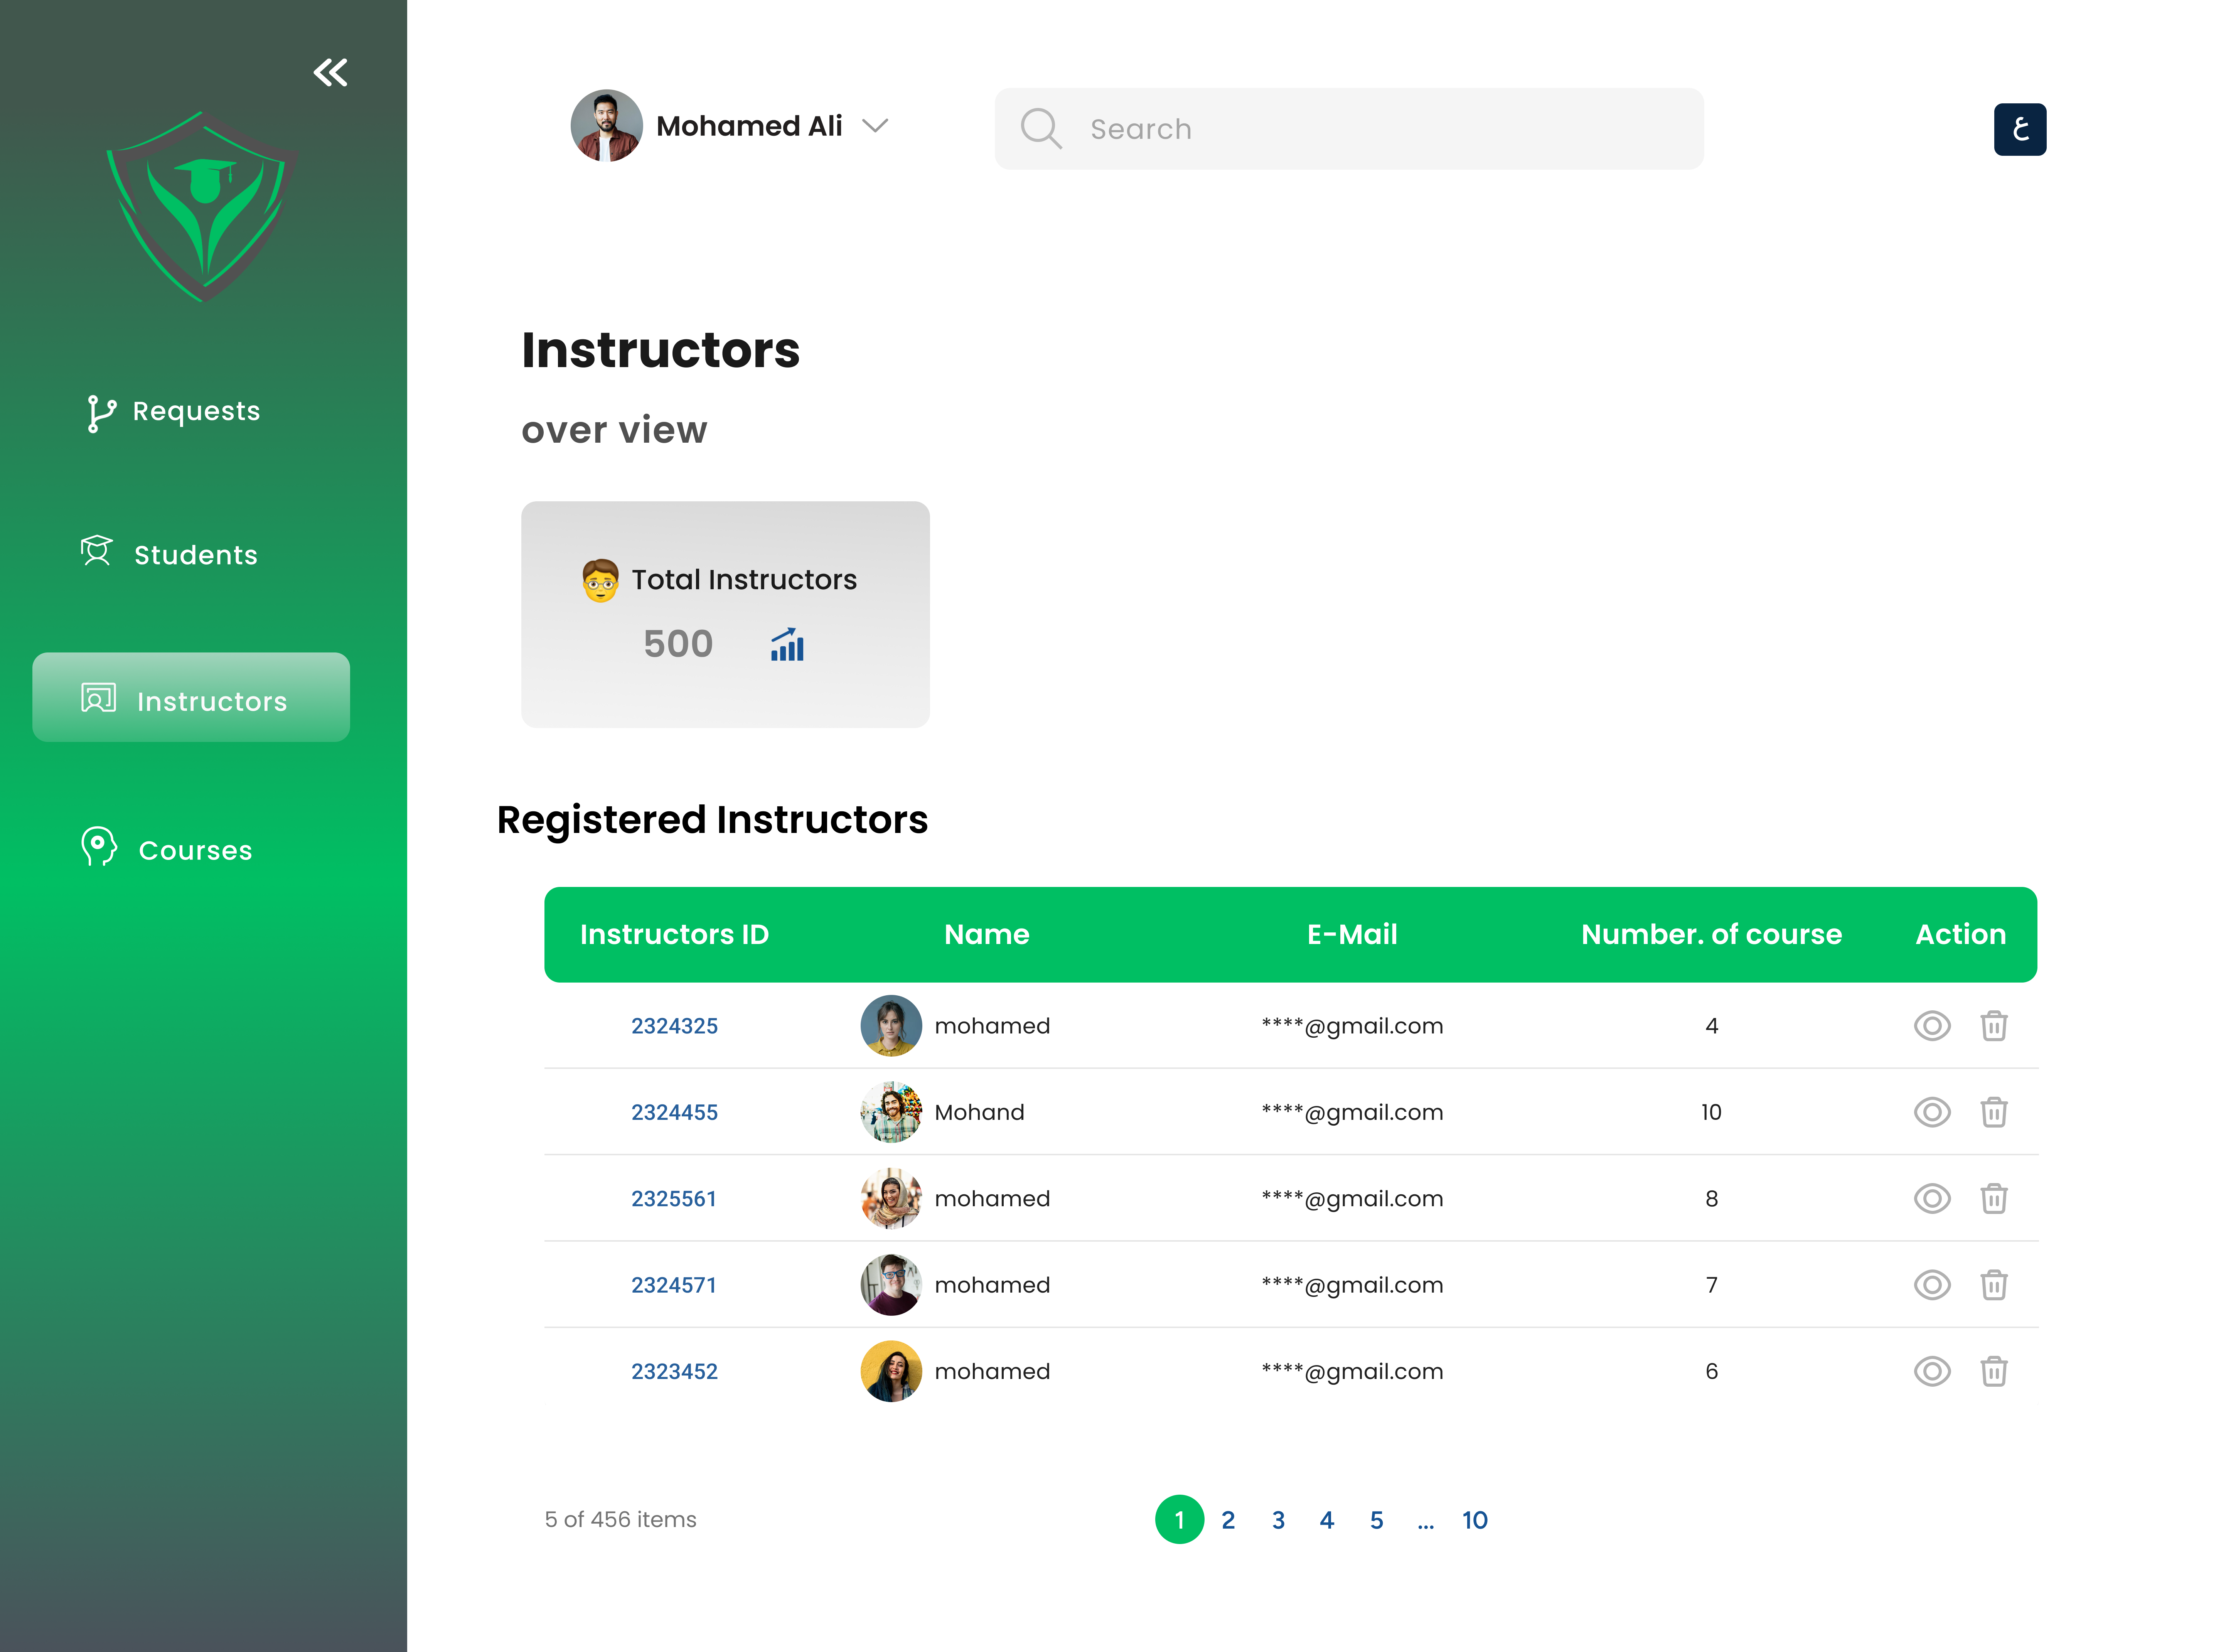 Mohamed Ali
Search
ع
Requests
Students
Instructors
Courses
Instructors
over view
Total Instructors
500
Registered Instructors
Instructors ID Name E-Mail Number. of course Action
2324325 mohamed ****@gmail.com 4
2324455 Mohand ****@gmail.com 10
2325561 mohamed ****@gmail.com 8
2324571 mohamed ****@gmail.com 7
2323452 mohamed ****@gmail.com 6
5 of 456 items 1 2 3 4 5 ... 10